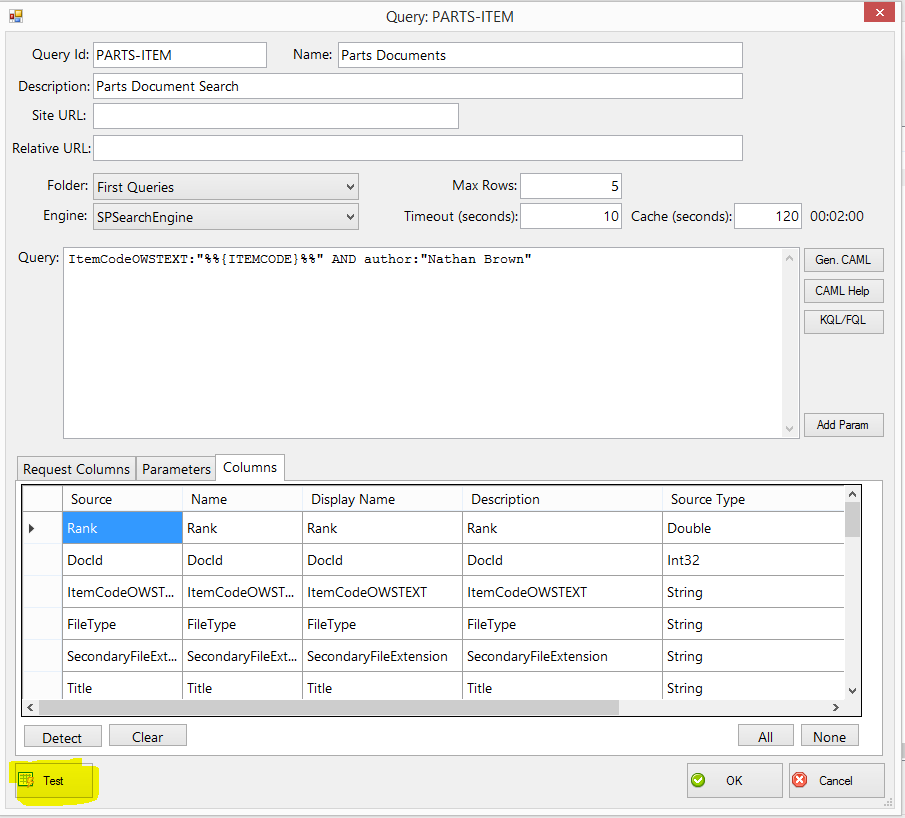 Query: PARTS-ITEM
Query Id: PARTS-ITEM Name: Parts Documents
Description: Parts Document Search
Site URL:
Relative URL:
Folder: First Queries Max Rows: 5
Engine: SPSearchEngine Timeout (seconds): 10 Cache (seconds): 120 00:02:00
Query: ItemCodeOWSTEXT:"%%{ITEMCODE}%%" AND author:"Nathan Brown" Gen. CAML
CAML Help
KQL/FQL
Add Param
Request Columns Parameters Columns
Source Name Display Name Description Source Type
Rank Rank Rank Rank Double
DocId DocId DocId DocId Int32
ItemCodeOWST... ItemCodeOWST... ItemCodeOWSTEXT ItemCodeOWSTEXT String
FileType FileType FileType FileType String
SecondaryFileExt... SecondaryFileExt... SecondaryFileExtension SecondaryFileExtension String
Title Title Title Title String
Detect Clear All None
Test OK Cancel